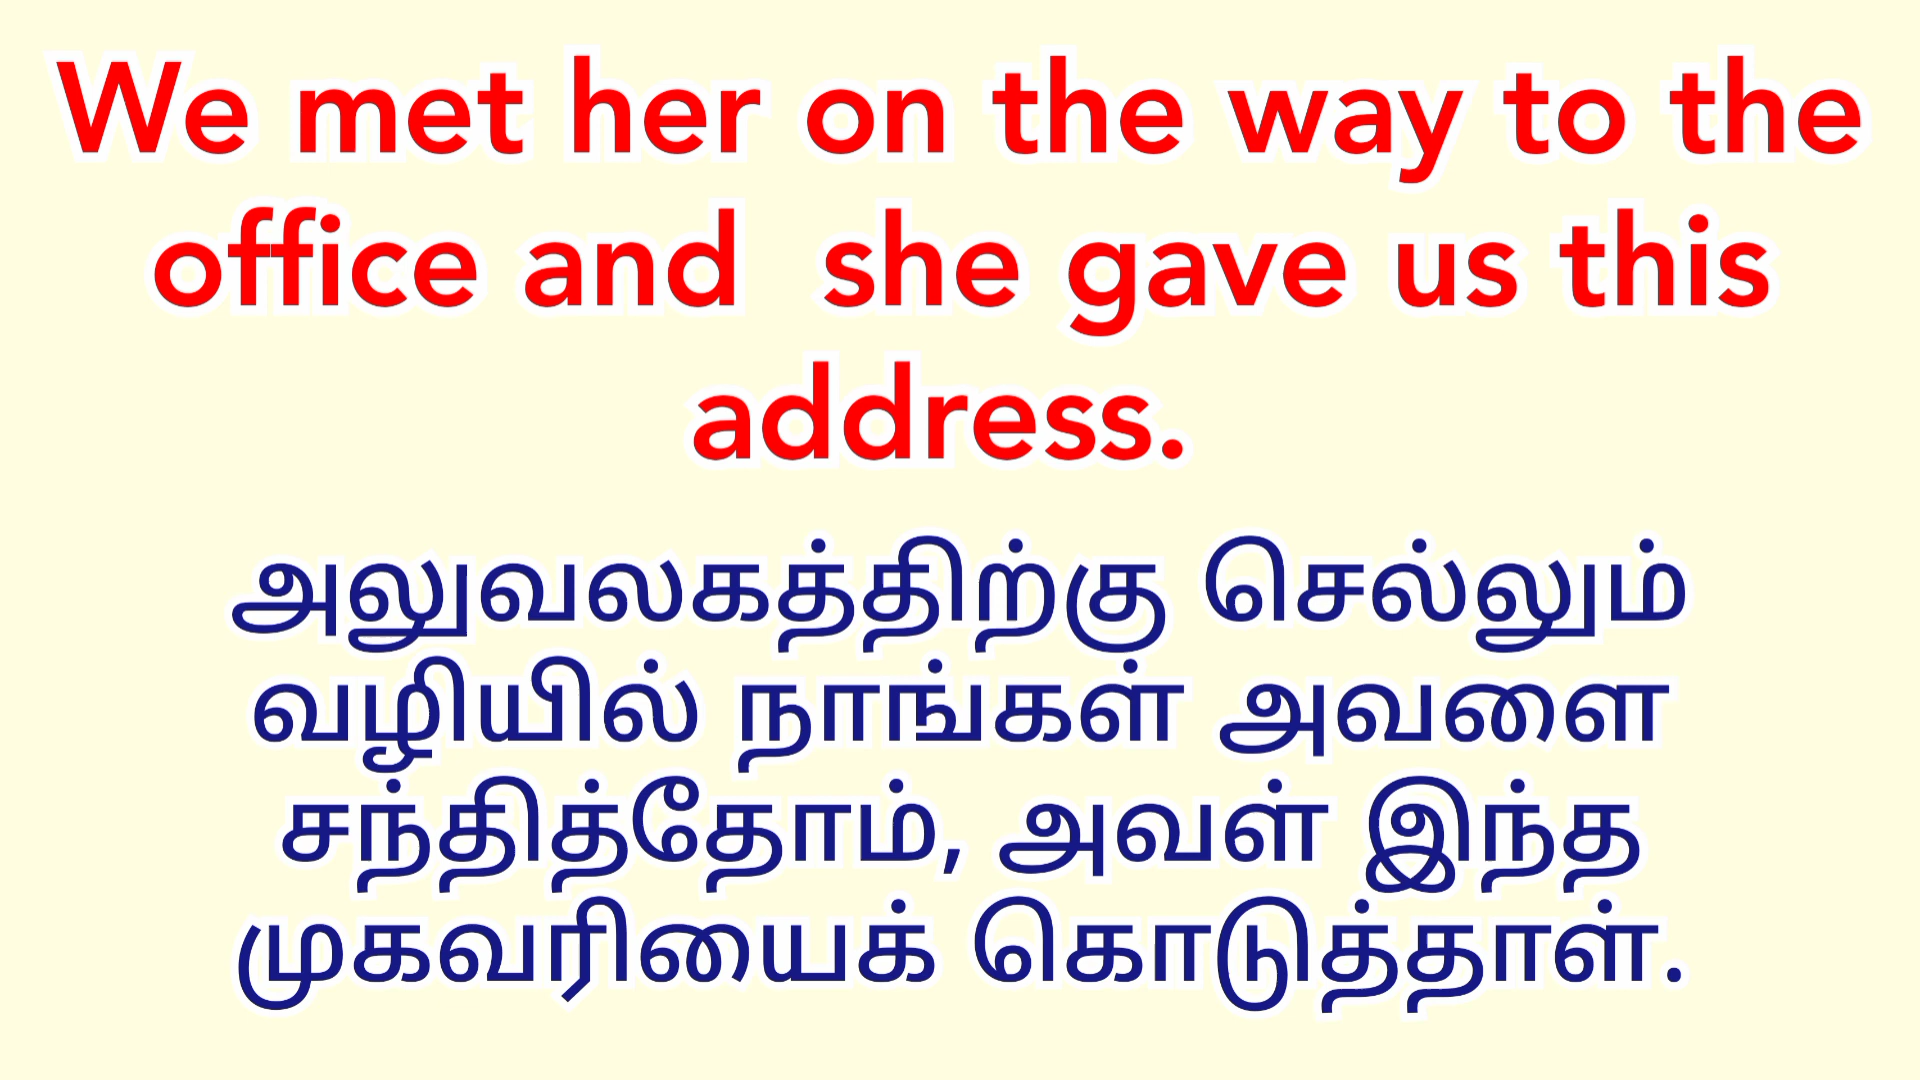 We met her on the way to the
office and  she gave us this
address.
அலுவலகத்திற்கு செல்லும்
வழியில் நாங்கள் அவளை
சந்தித்தோம், அவள் இந்த
முகவரியைக் கொடுத்தாள்.